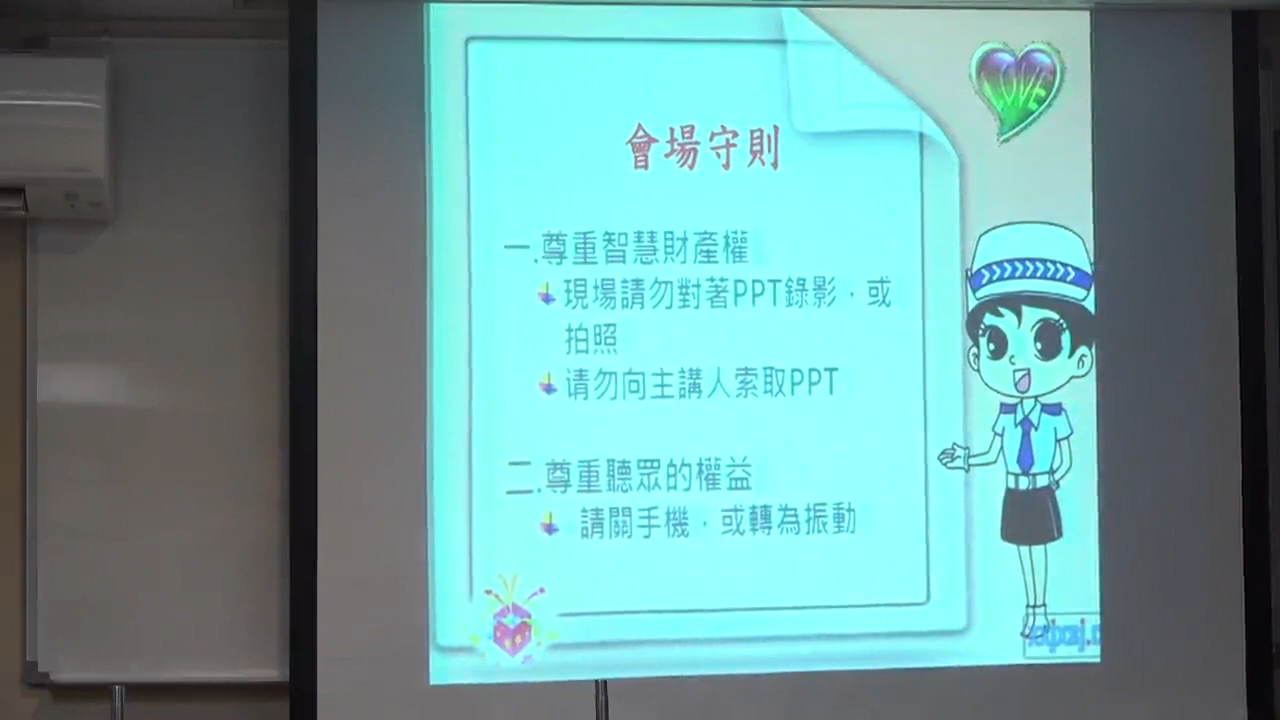 LOVE
會場守則
一.尊重智慧財產權
現場請勿對著PPT錄影，或
拍照
请勿向主講人索取PPT
二.尊重聽眾的權益
請關手機，或轉為振動